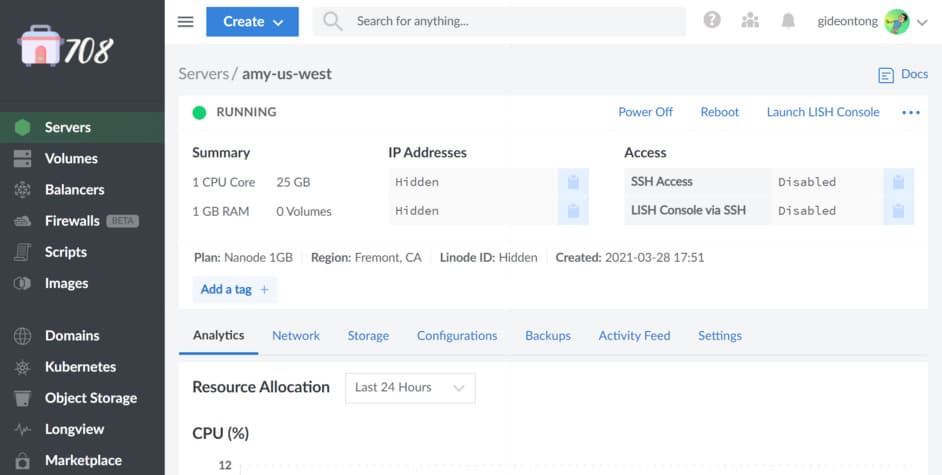 708
Create
Search for anything...
gideontong
Servers / amy-us-west
Docs
Servers
Volumes
Balancers
Firewalls BETA
Scripts
Images
Domains
Kubernetes
Object Storage
Longview
Marketplace
RUNNING
Power Off
Reboot
Launch LISH Console
Summary
1 CPU Core 25 GB
1 GB RAM 0 Volumes
IP Addresses
Hidden
Hidden
Access
SSH Access Disabled
LISH Console via SSH Disabled
Plan: Nanode 1GB Region: Fremont, CA Linode ID: Hidden Created: 2021-03-28 17:51
Add a tag +
Analytics Network Storage Configurations Backups Activity Feed Settings
Resource Allocation Last 24 Hours
CPU (%)
12